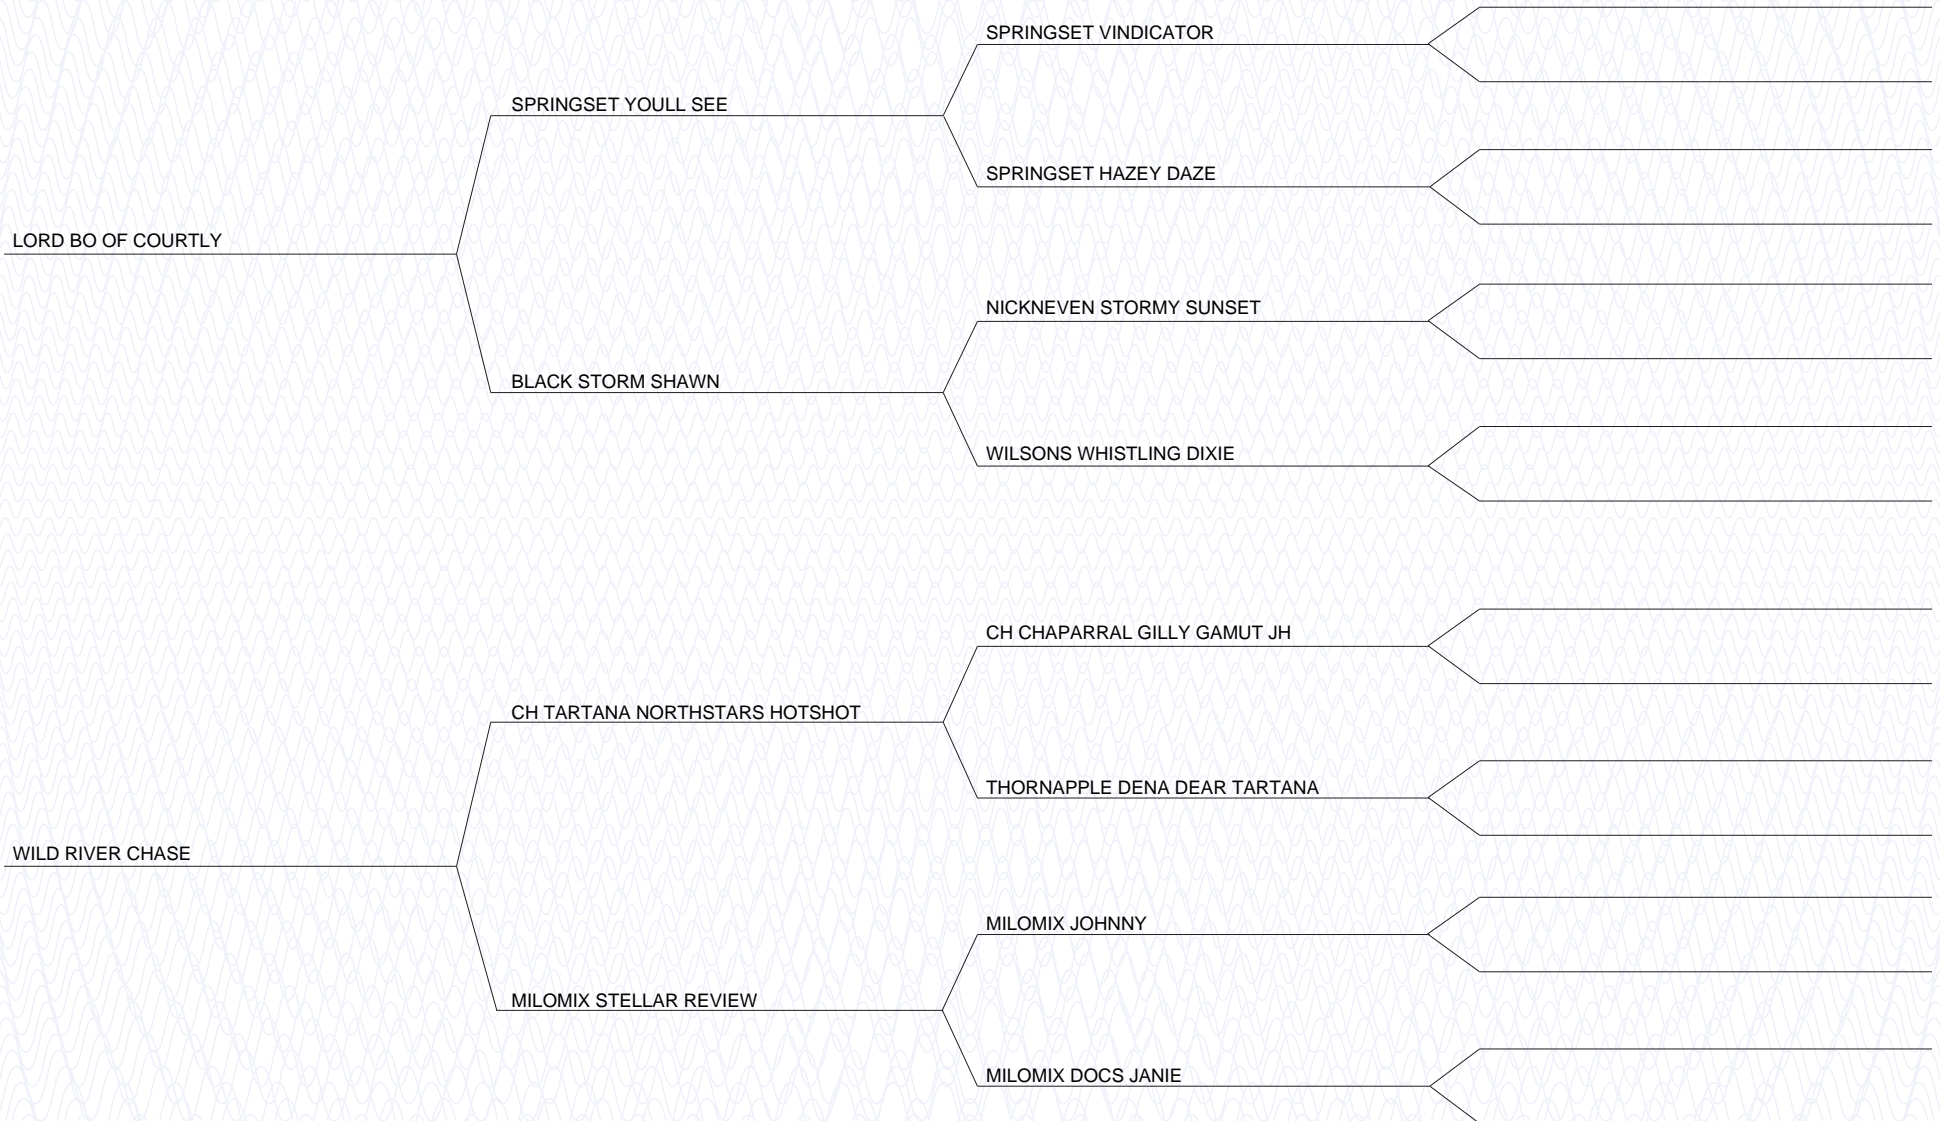 SPRINGSET VINDICATOR
SPRINGSET YOULL SEE
SPRINGSET HAZEY DAZE
LORD BO OF COURTLY
NICKNEVEN STORMY SUNSET
BLACK STORM SHAWN
WILSONS WHISTLING DIXIE
CH CHAPARRAL GILLY GAMUT JH
CH TARTANA NORTHSTARS HOTSHOT
THORNAPPLE DENA DEAR TARTANA
WILD RIVER CHASE
MILOMIX JOHNNY
MILOMIX STELLAR REVIEW
MILOMIX DOCS JANIE